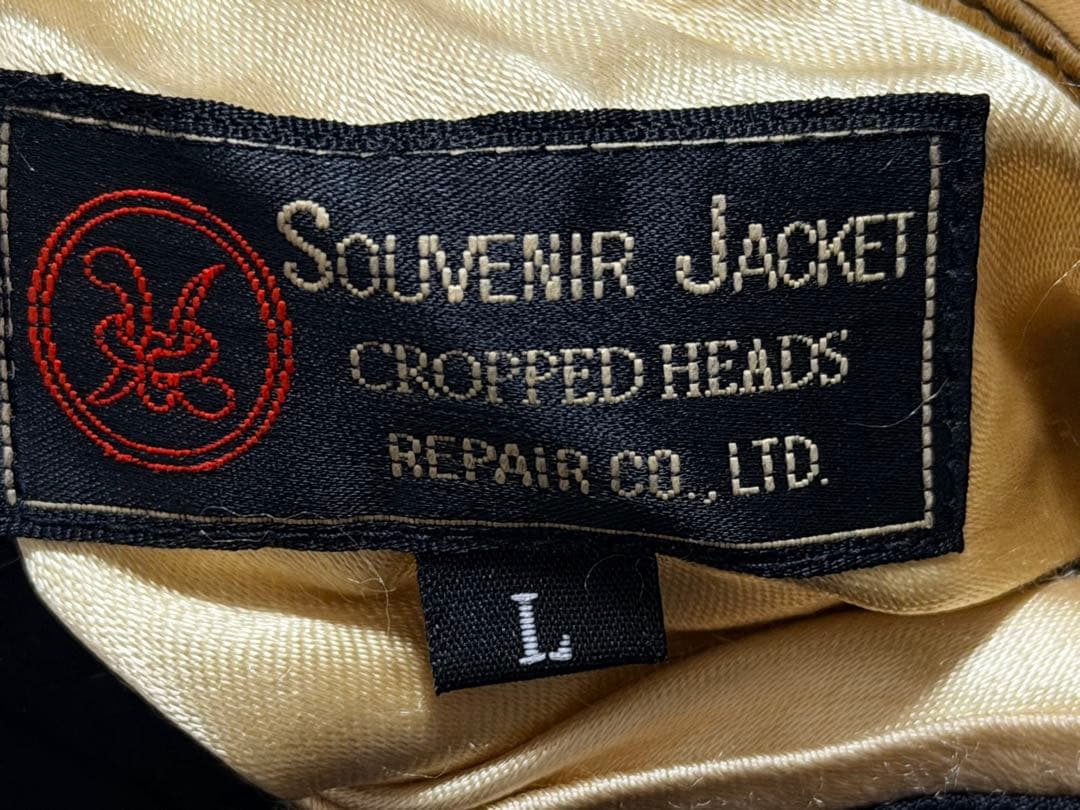 SOUVENIR JACKET
CROPPED HEADS
REPAIR CO., LTD.
L